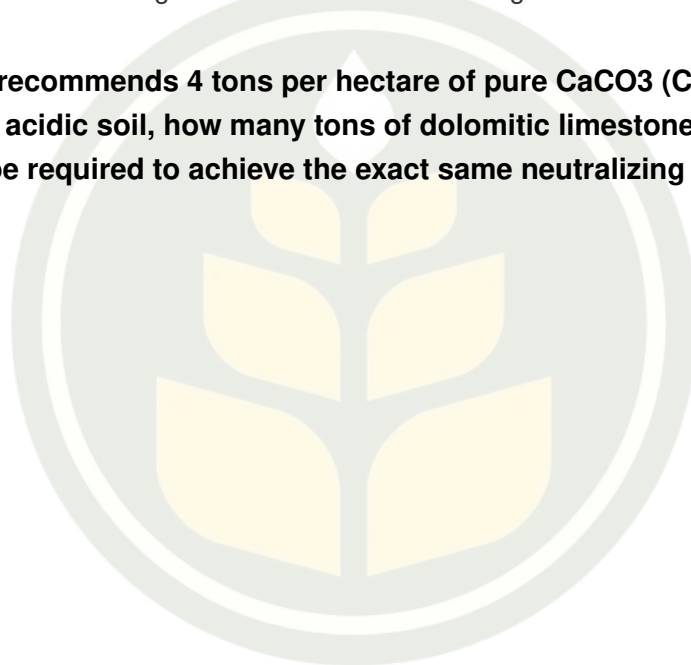 recommends 4 tons per hectare of pure CaCO3 (C
acidic soil, how many tons of dolomitic limestone
be required to achieve the exact same neutralizing